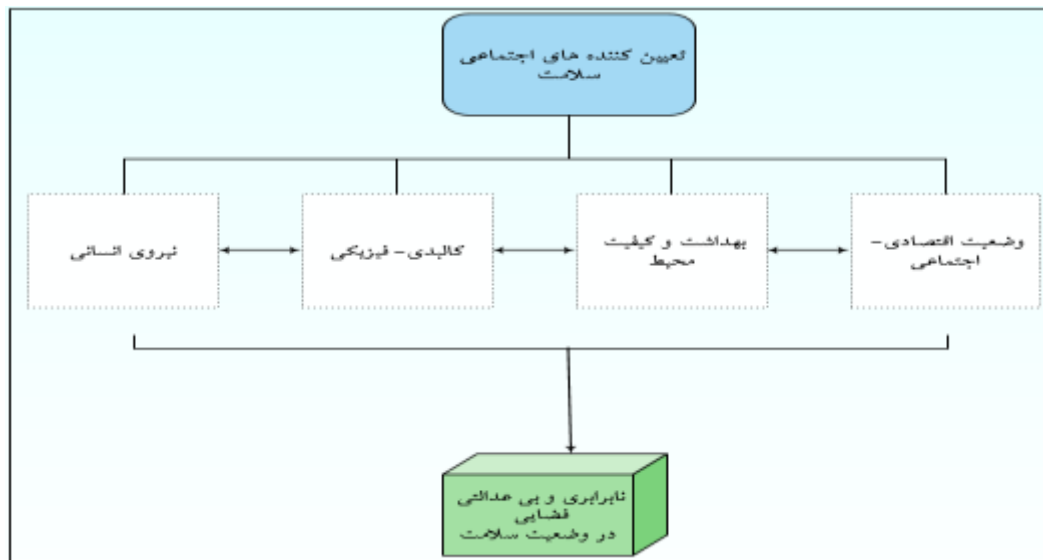 تعیین کننده های اجتماعی
سلامت
وضعیت اقتصادی-
اجتماعی
بهداشت و کیفیت
محیط
کالبدی- فیزیکی
نیروی انسانی
نابرابری و بی عدالتی
فضایی
در وضعیت سلامت